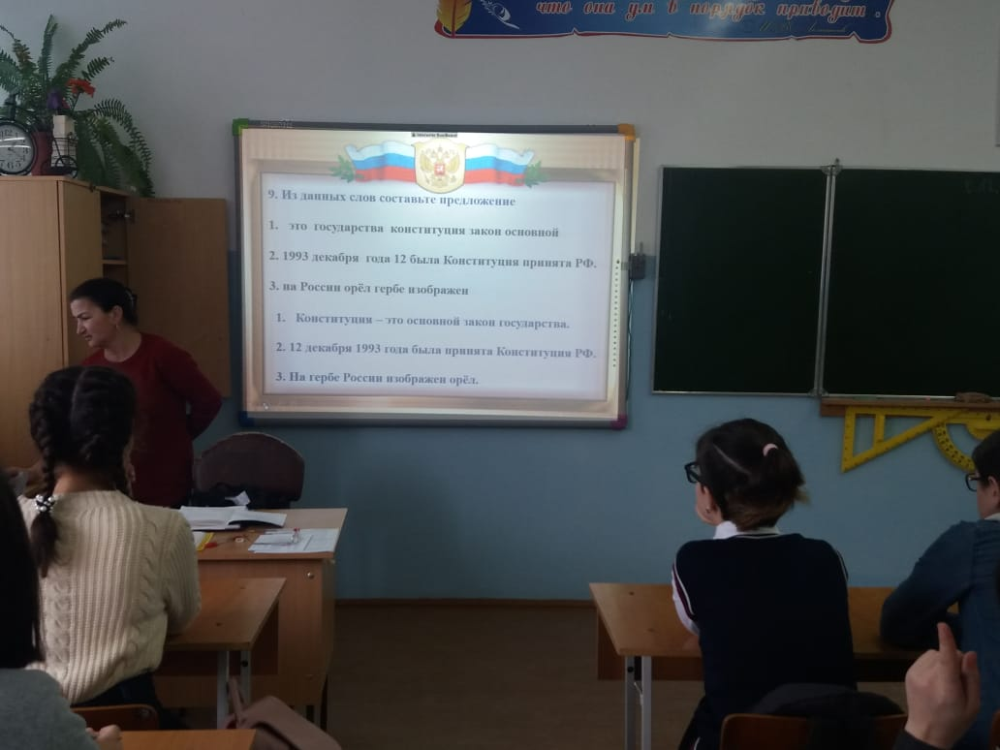 что она ум в порядок приводит .
9. Из данных слов составьте предложение
1. это государства конституция закон основной
2. 1993 декабря года 12 была Конституция принята РФ.
3. на России орёл гербе изображен
1. Конституция – это основной закон государства.
2. 12 декабря 1993 года была принята Конституция РФ.
3. На гербе России изображен орёл.